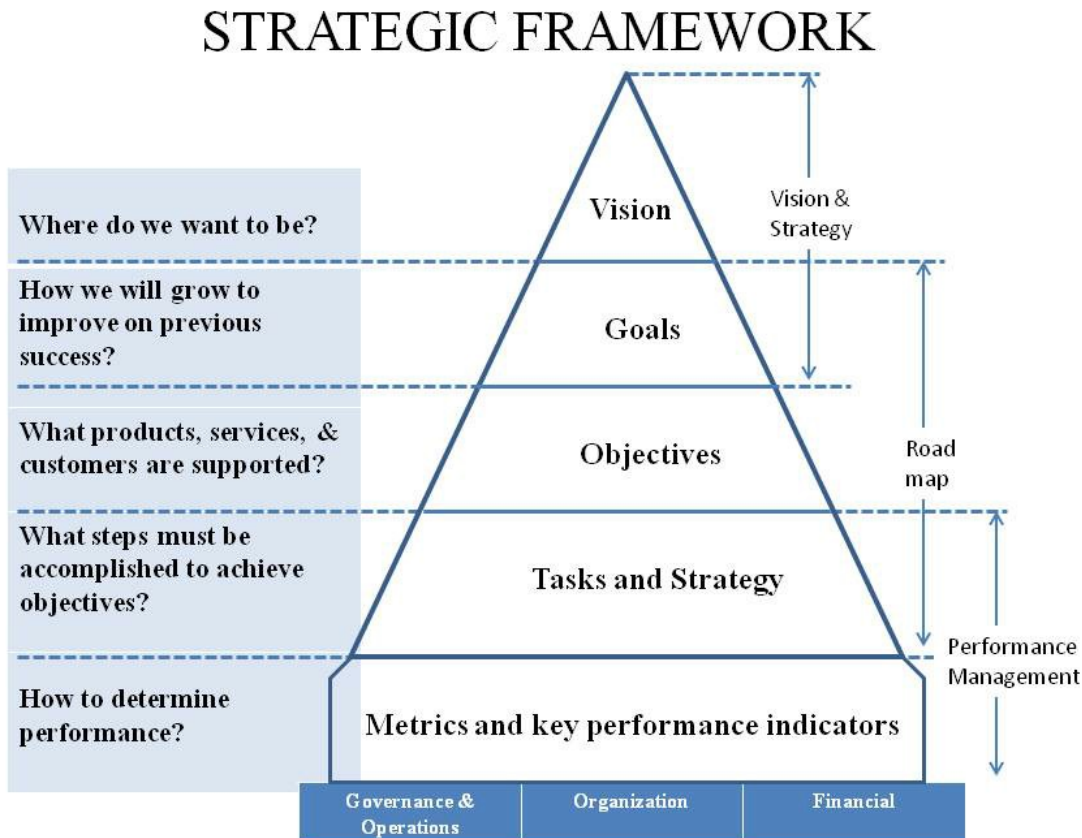 STRATEGIC FRAMEWORK
Where do we want to be?
Vision
Vision &
Strategy
How we will grow to
improve on previous
success?
Goals
What products, services, &
customers are supported?
Objectives
Road
map
What steps must be
accomplished to achieve
objectives?
Tasks and Strategy
Performance
Management
How to determine
performance?
Metrics and key performance indicators
Governance &
Operations
Organization
Financial